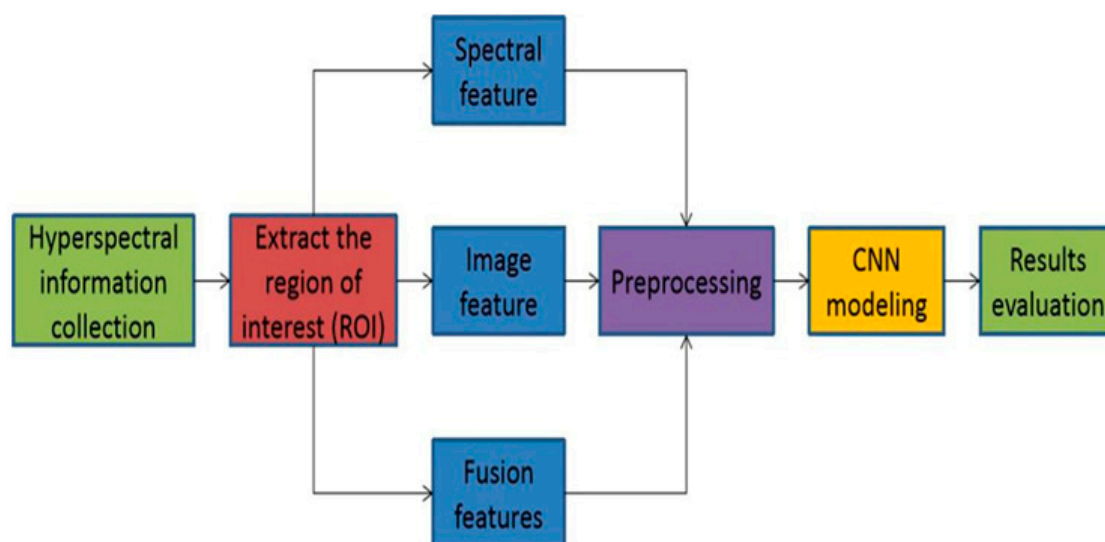 Spectral
feature
Hyperspectral
information
collection
Extract the
region of
interest (ROI)
Image
feature
Preprocessing
CNN
modeling
Results
evaluation
Fusion
features